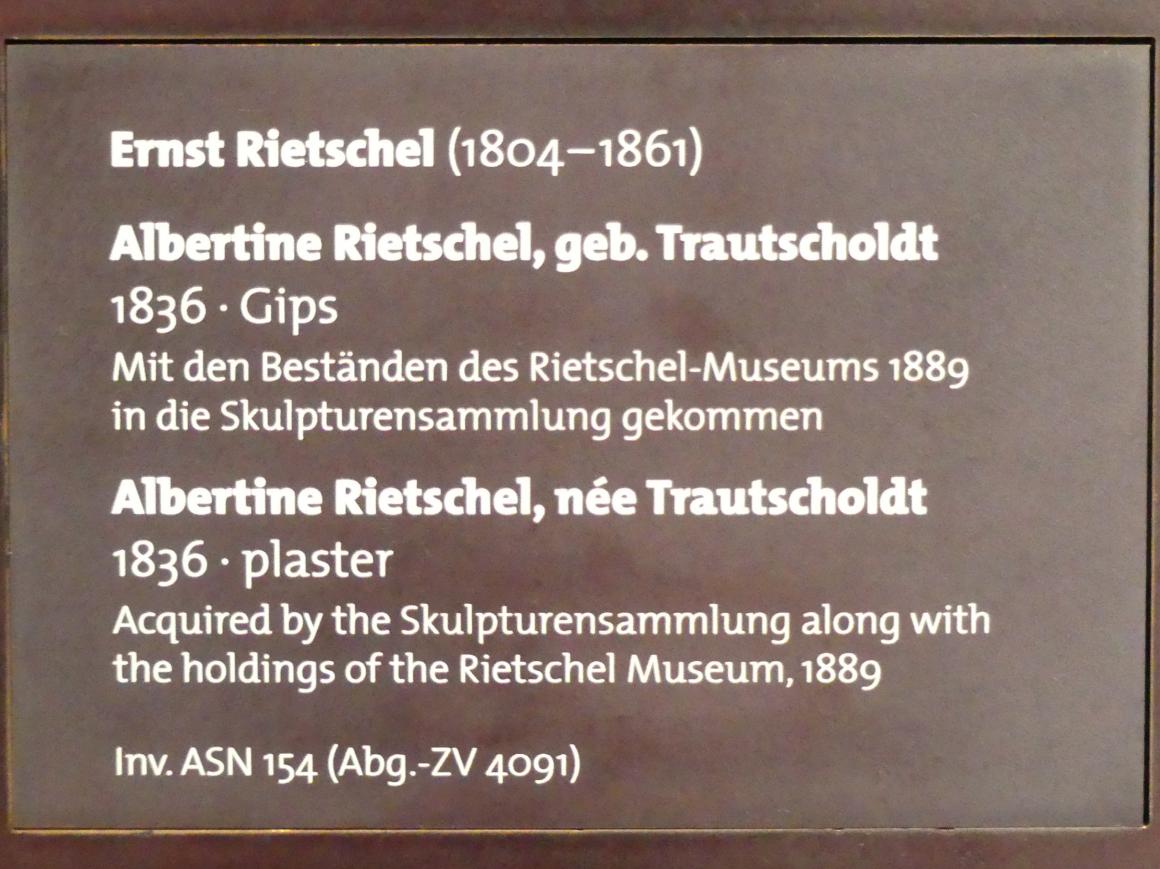 Ernst Rietschel (1804–1861)
Albertine Rietschel, geb. Trautscholdt
1836 · Gips
Mit den Beständen des Rietschel-Museums 1889
in die Skulpturensammlung gekommen
Albertine Rietschel, née Trautscholdt
1836 · plaster
Acquired by the Skulpturensammlung along with
the holdings of the Rietschel Museum, 1889
Inv. ASN 154 (Abg.-ZV 4091)